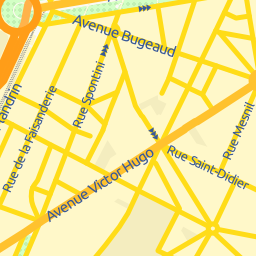 Avenue Bugeaud
Rue Spontini
Rue de la Faisanderie
Rue Mesnil
Rue Saint-Didier
Avenue Victor Hugo